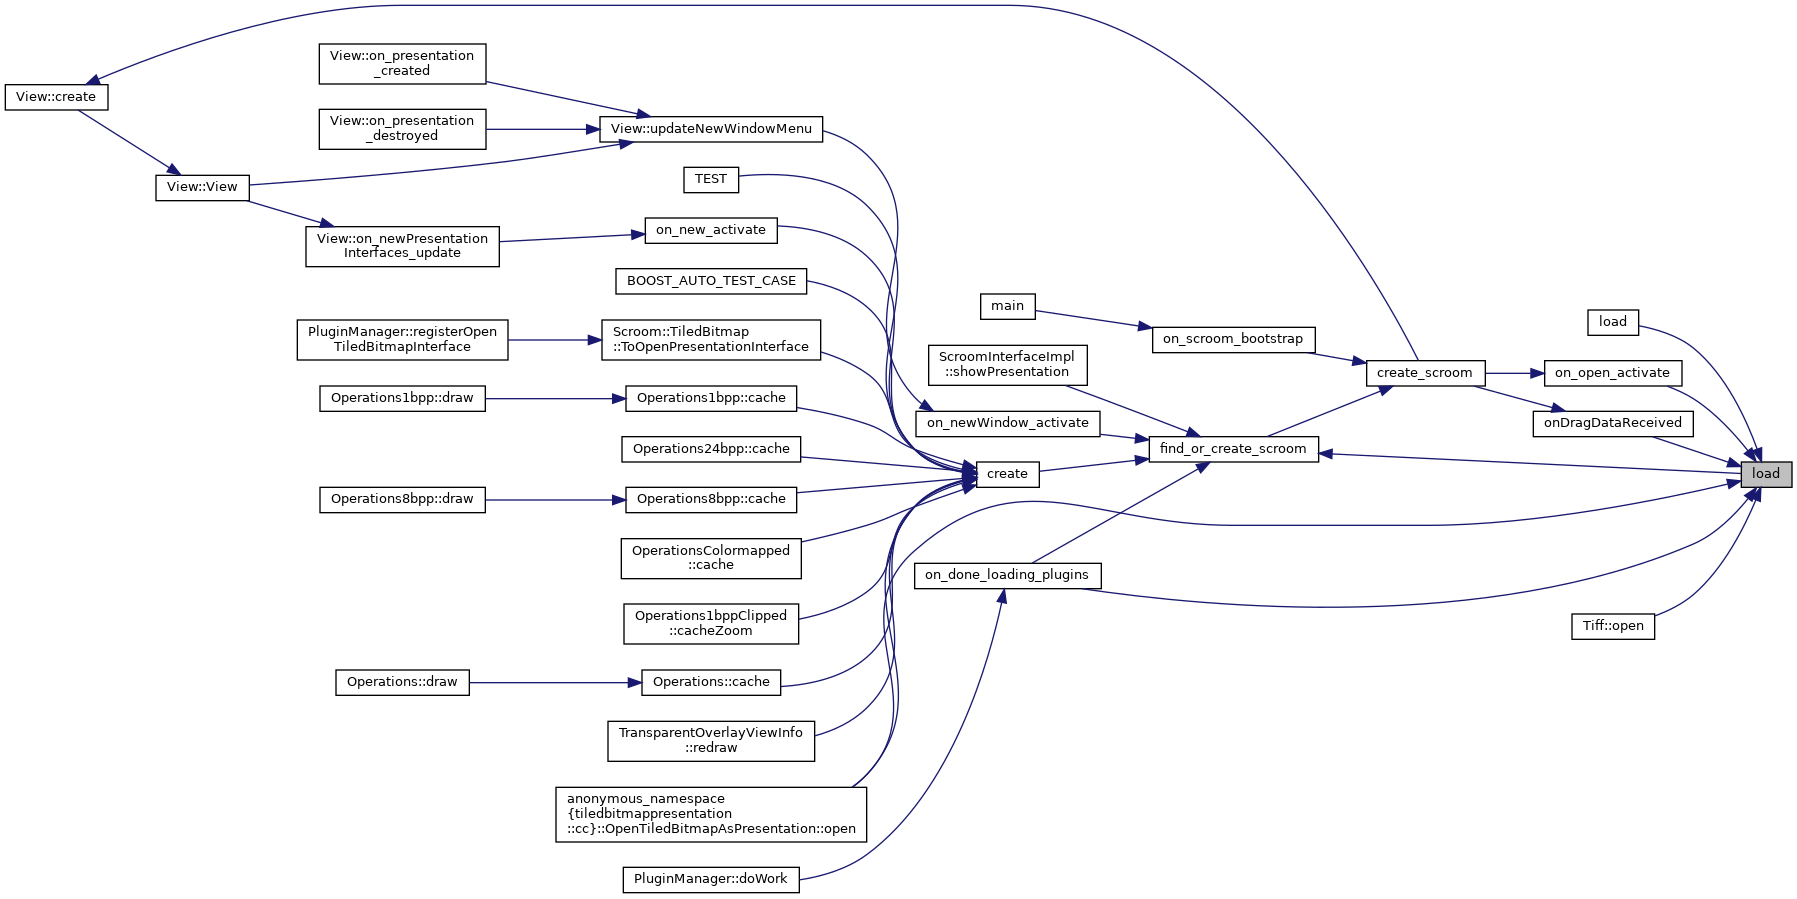 View::create
View::on_presentation
_created
View::on_presentation
_destroyed
View::View
View::on_newPresentation
Interfaces_update
PluginManager::registerOpen
TiledBitmapInterface
Operations1bpp::draw
Operations8bpp::draw
Operations::draw
View::updateNewWindowMenu
TEST
on_new_activate
BOOST_AUTO_TEST_CASE
Scroom::TiledBitmap
::ToOpenPresentationInterface
Operations1bpp::cache
Operations24bpp::cache
Operations8bpp::cache
OperationsColormapped
::cache
Operations1bppClipped
::cacheZoom
Operations::cache
TransparentOverlayViewInfo
::redraw
anonymous_namespace
{tiledbitmappresentation
::cc}::OpenTiledBitmapAsPresentation::open
PluginManager::doWork
main
ScroomInterfaceImpl
::showPresentation
on_newWindow_activate
create
on_done_loading_plugins
on_scroom_bootstrap
find_or_create_scroom
create_scroom
load
on_open_activate
onDragDataReceived
Tiff::open
load